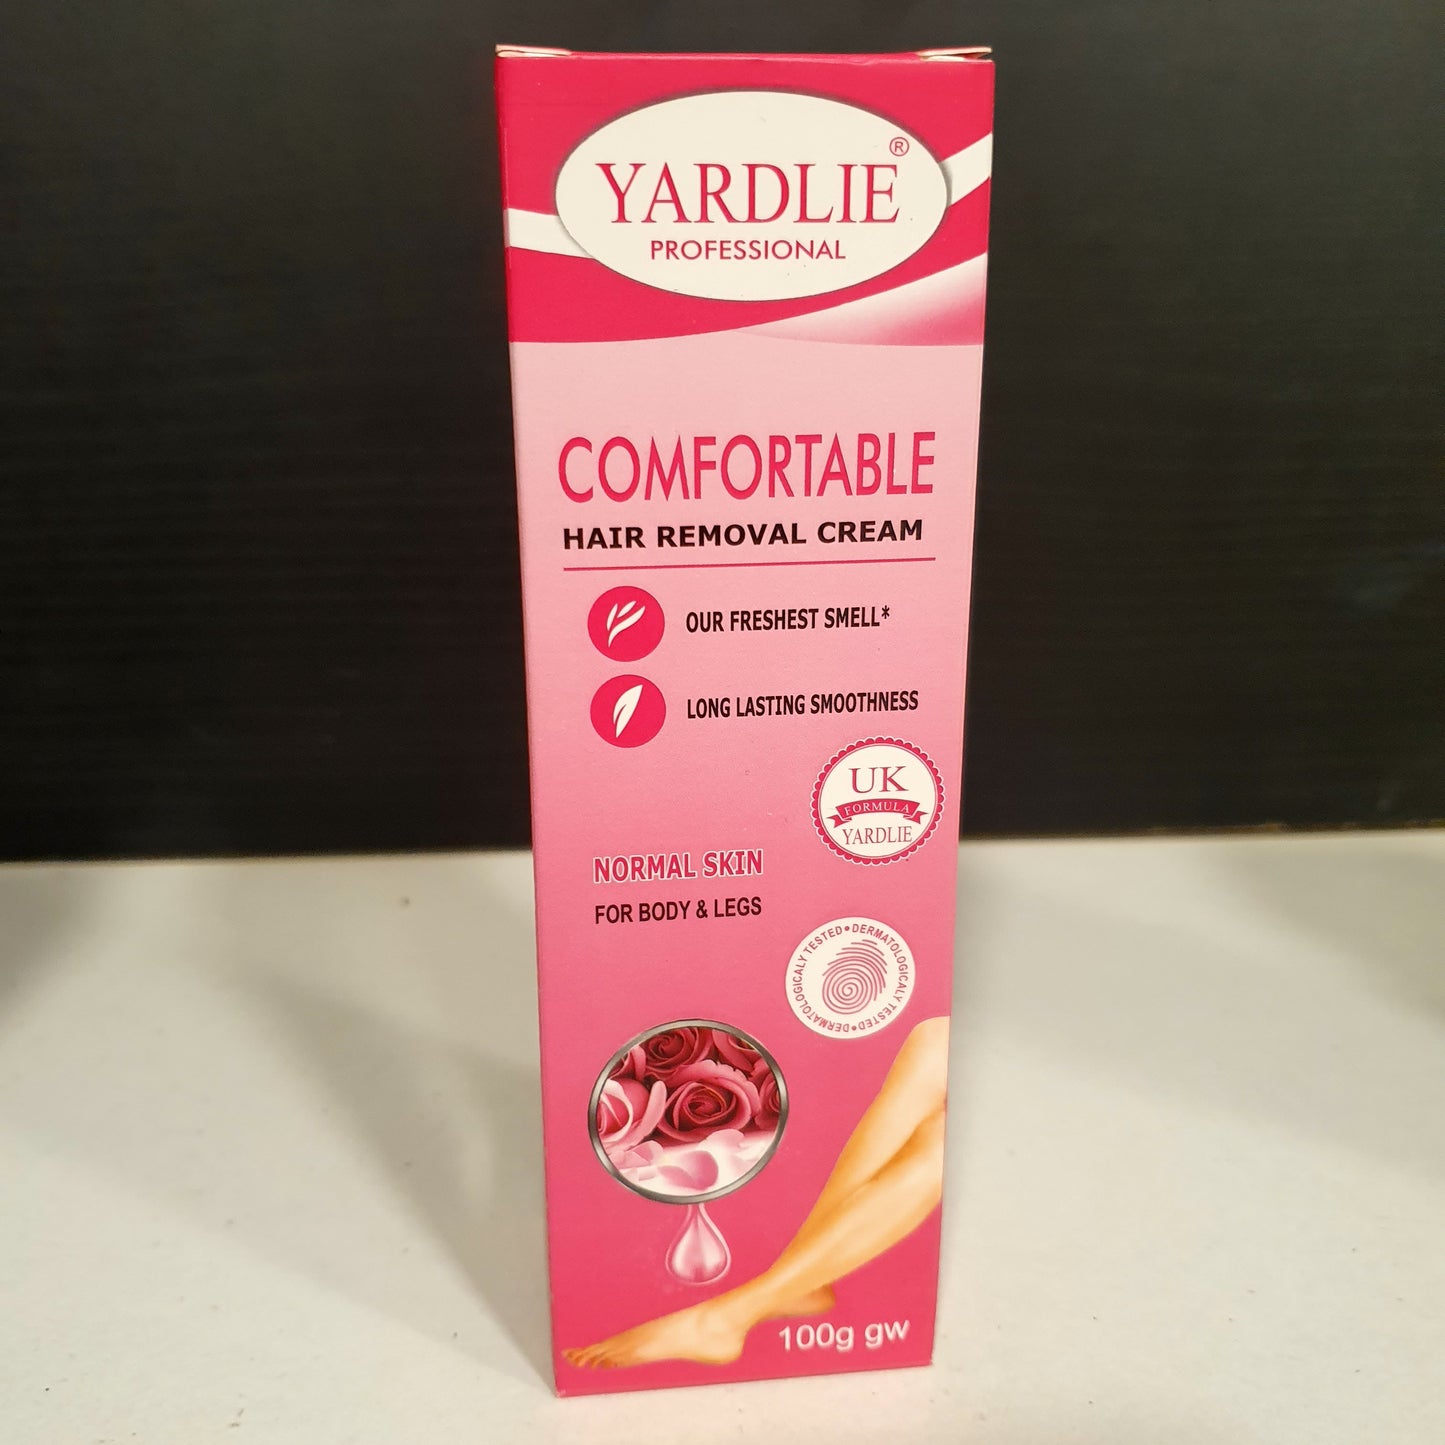 YARDLIE®
PROFESSIONAL
COMFORTABLE
HAIR REMOVAL CREAM
OUR FRESHEST SMELL*
LONG LASTING SMOOTHNESS
UK
FORMULA
YARDLIE
NORMAL SKIN
FOR BODY & LEGS
DERMATOLOGICALY TESTED • DERMATOLOGICALY TESTED •
100g gw